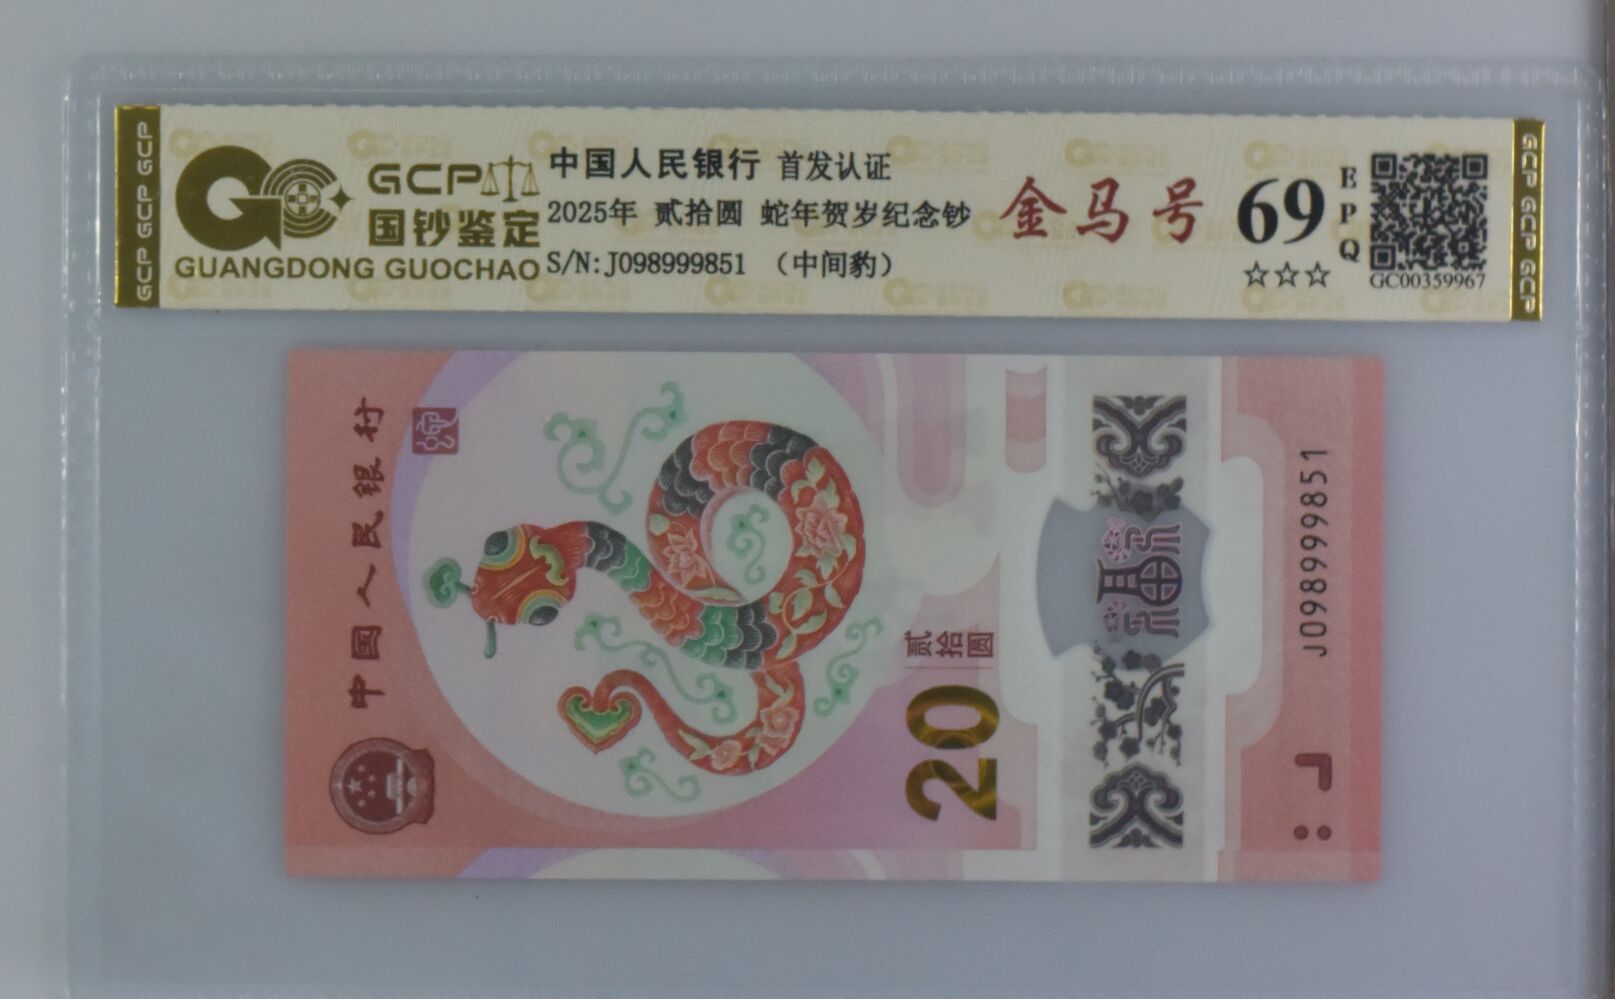 GCP GCP GCP
GCP
国钞鉴定
GUANGDONG GUOCHAO
中国人民银行 首发认证
2025年 贰拾圆 蛇年贺岁纪念钞
S/N:J098999851 （中间豹）
金马号
69
EPQ
☆☆☆
GC00359967
GCP GCP GCP
中国人民银行
贰拾圆
20
福
J098999851